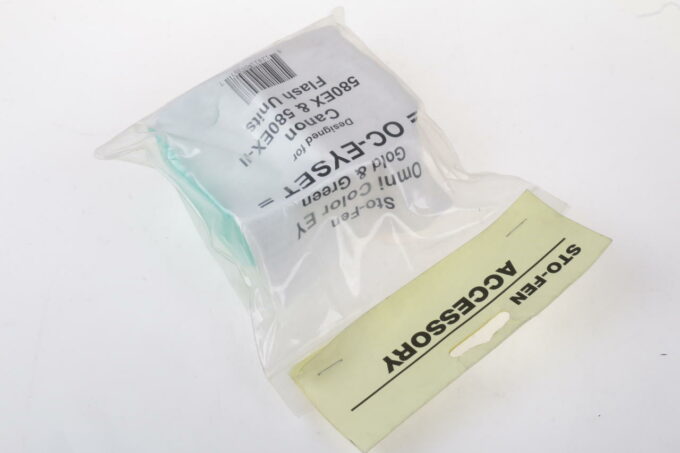 STO-FEN
ACCESSORY
Sto-Fen
Omni Color EY
Gold & Green
= OC-EYSET =
Designed for
Canon
580EX & 580EX-II
Flash Units